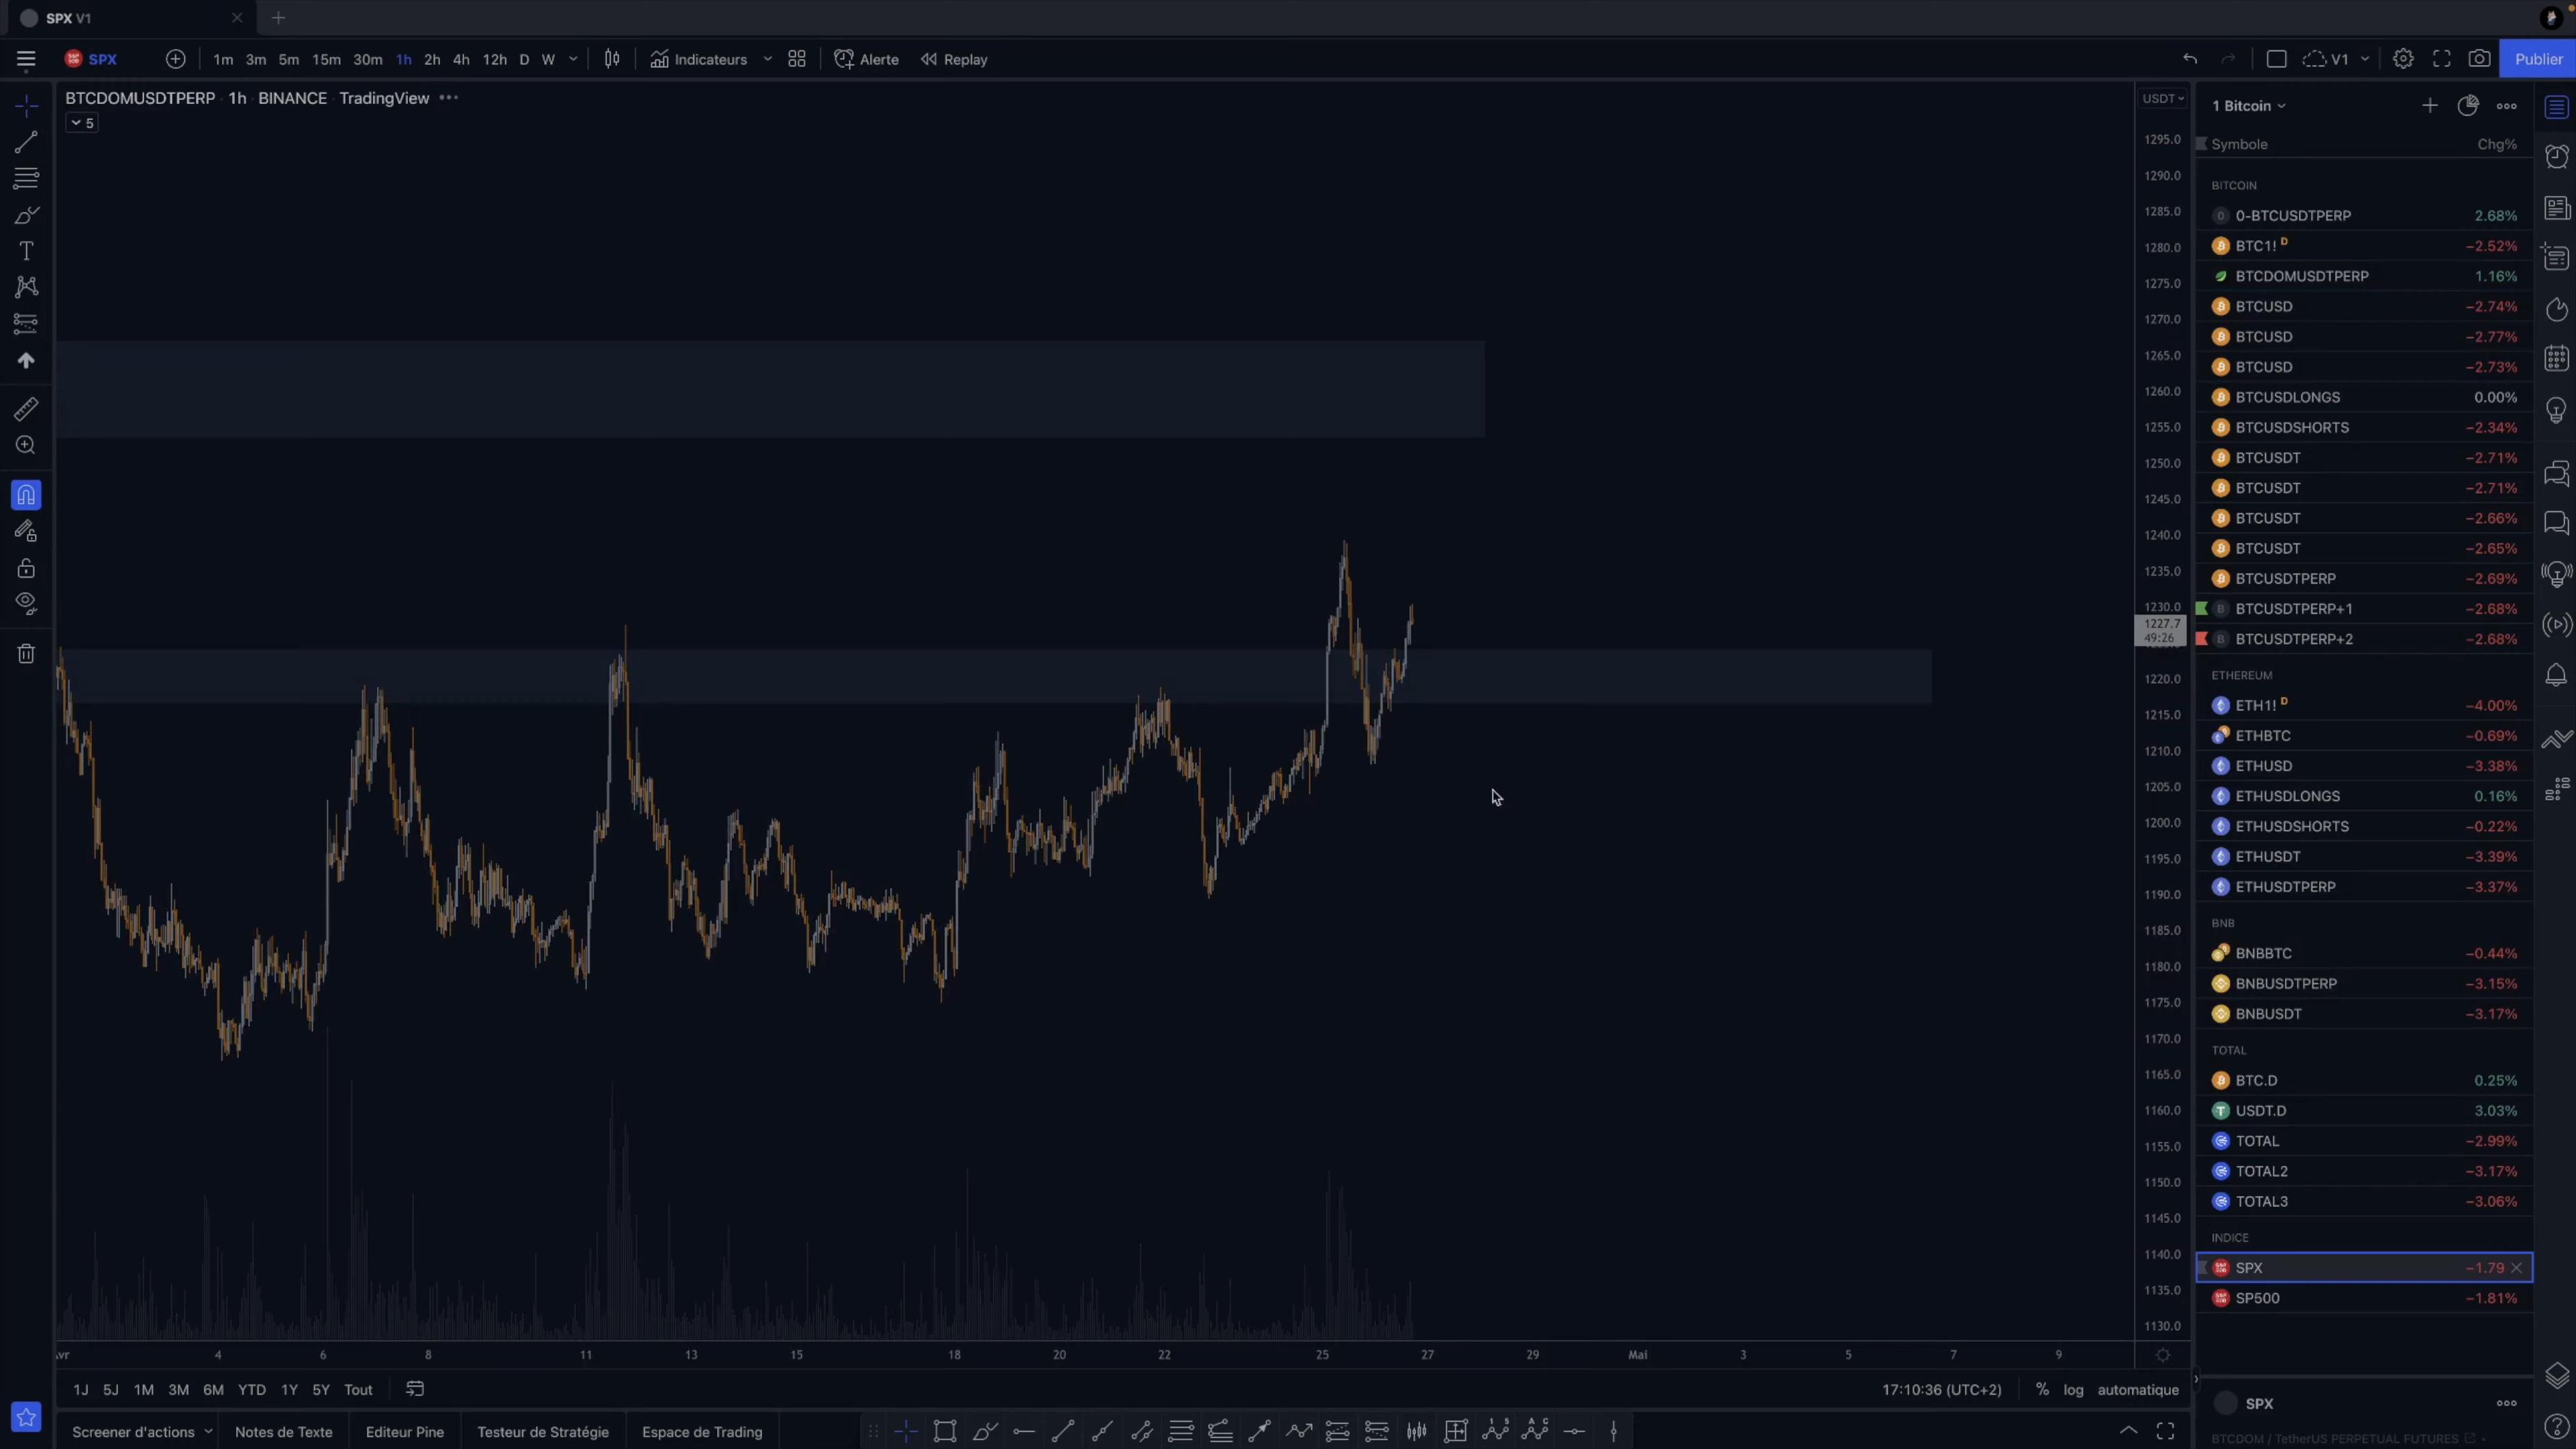 SPX V1
SPX 1m 3m 5m 15m 30m 1h 2h 4h 12h D W Indicateurs Alerte Replay V1 Publier
BTCDOMUSDTPERP 1h BINANCE TradingView
5
USDT
1295.0
1290.0
1285.0
1280.0
1275.0
1270.0
1265.0
1260.0
1255.0
1250.0
1245.0
1240.0
1235.0
1230.0
1227.7
49:26
1220.0
1215.0
1210.0
1205.0
1200.0
1195.0
1190.0
1185.0
1180.0
1175.0
1170.0
1165.0
1160.0
1155.0
1150.0
1145.0
1140.0
1135.0
1130.0
4 6 8 11 13 15 18 20 22 25 27 29 Mai 3 5 7 9
1J 5J 1M 3M 6M YTD 1Y 5Y Tout 17:10:36 (UTC+2) % log automatique
Screener d'actions Notes de Texte Editeur Pine Testeur de Stratégie Espace de Trading
1 Bitcoin
Symbole Chg%
BITCOIN
0-BTCUSDTPERP 2.68%
BTC1! D −2.52%
BTCDOMUSDTPERP 1.16%
BTCUSD −2.74%
BTCUSD −2.77%
BTCUSD −2.73%
BTCUSDLONGS 0.00%
BTCUSDSHORTS −2.34%
BTCUSDT −2.71%
BTCUSDT −2.71%
BTCUSDT −2.66%
BTCUSDT −2.65%
BTCUSDTPERP −2.69%
BTCUSDTPERP+1 −2.68%
BTCUSDTPERP+2 −2.68%
ETHEREUM
ETH1! D −4.00%
ETHBTC −0.69%
ETHUSD −3.38%
ETHUSDLONGS 0.16%
ETHUSDSHORTS −0.22%
ETHUSDT −3.39%
ETHUSDTPERP −3.37%
BNB
BNBBTC −0.44%
BNBUSDTPERP −3.15%
BNBUSDT −3.17%
TOTAL
BTC.D 0.25%
USDT.D 3.03%
TOTAL −2.99%
TOTAL2 −3.17%
TOTAL3 −3.06%
INDICE
SPX −1.79
SP500 −1.81%
SPX
BTCDOM / TetherUS PERPETUAL FUTURES